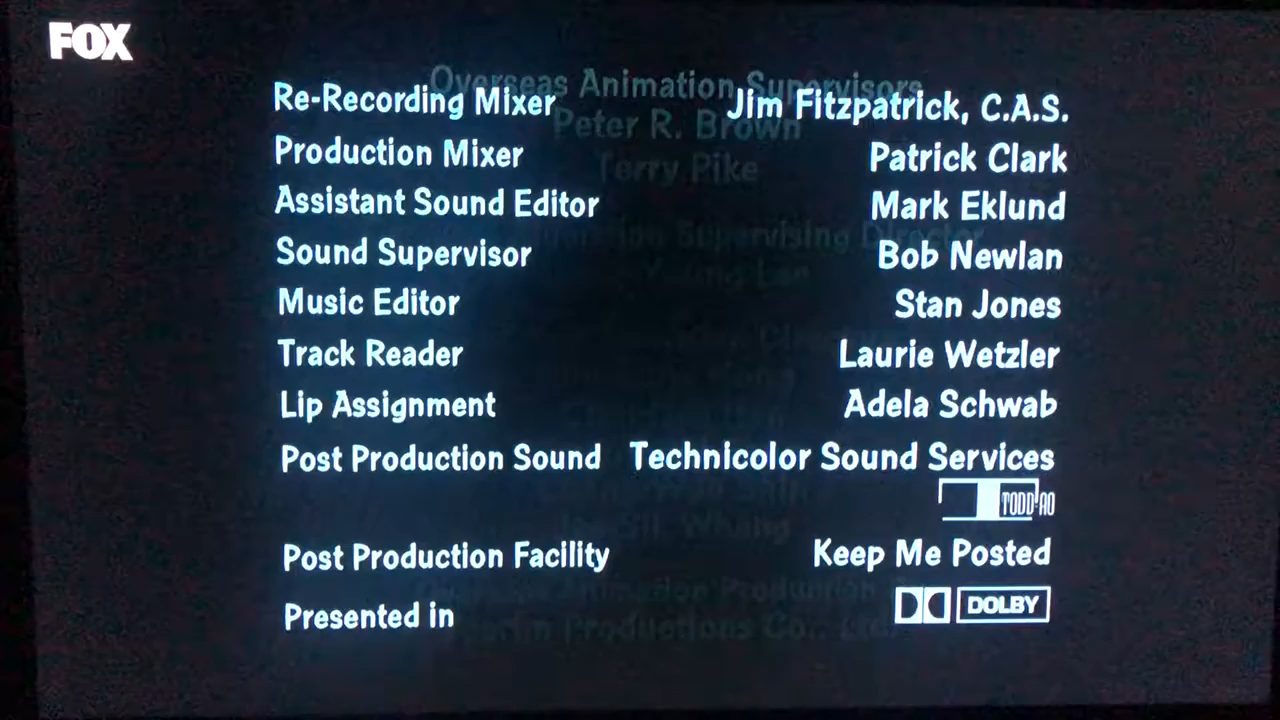 FOX
Re-Recording Mixer Jim Fitzpatrick, C.A.S.
Production Mixer Patrick Clark
Assistant Sound Editor Mark Eklund
Sound Supervisor Bob Newlan
Music Editor Stan Jones
Track Reader Laurie Wetzler
Lip Assignment Adela Schwab
Post Production Sound Technicolor Sound Services
TODD-AO
Post Production Facility Keep Me Posted
Presented in DOLBY
Overseas Animation Supervisors
Peter R. Brown
Terry Pike
Supervising Director